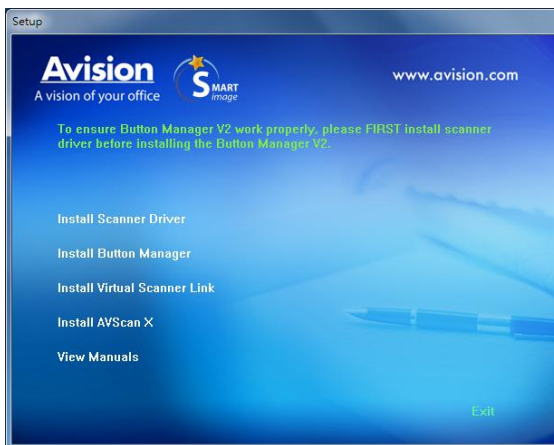 Setup
Avision
A vision of your office
SMART
image
www.avision.com
To ensure Button Manager V2 work properly, please FIRST install scanner
driver before installing the Button Manager V2.
Install Scanner Driver
Install Button Manager
Install Virtual Scanner Link
Install AVScan X
View Manuals
Exit